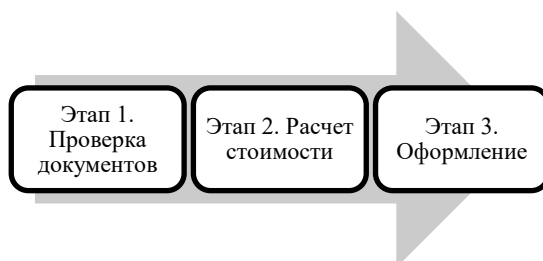 Этап 1.
Проверка
документов
Этап 2. Расчет
стоимости
Этап 3.
Оформление